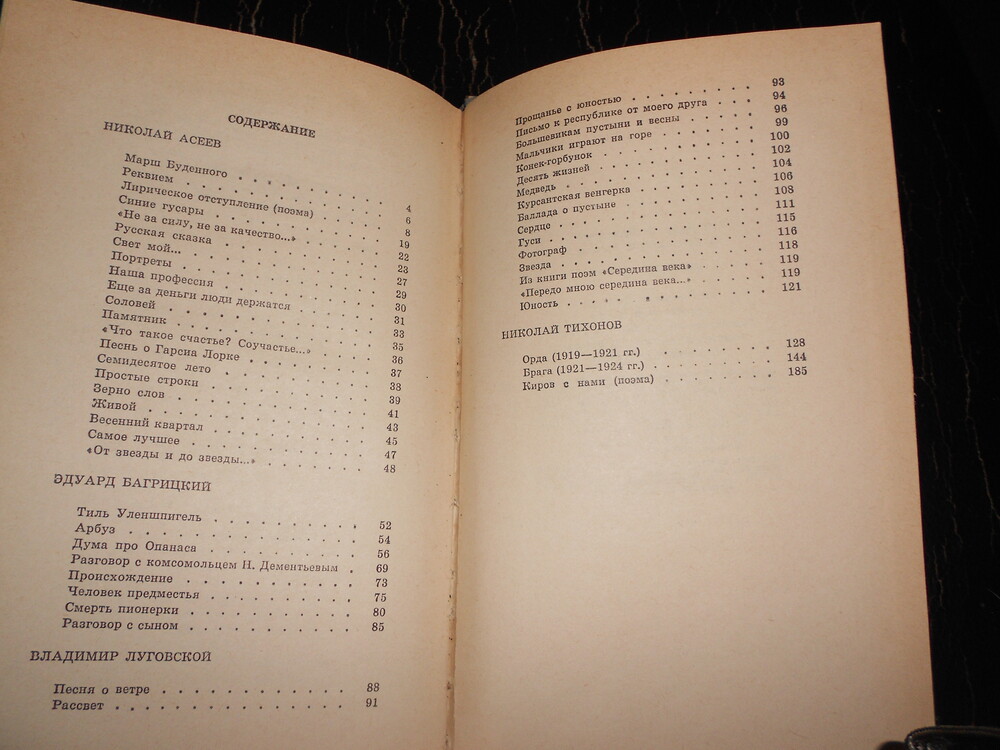 СОДЕРЖАНИЕ
НИКОЛАЙ АСЕЕВ
Марш Буденного . . . . . . . 4
Реквием . . . . . . . . . 6
Лирическое отступление (поэма) . . . . 8
Синие гусары . . . . . . . . 19
«Не за силу, не за качество...» . . . . 22
Русская сказка . . . . . . . 23
Свет мой... . . . . . . . . 27
Портреты . . . . . . . . . 29
Наша профессия . . . . . . . 30
Еще за деньги люди держатся . . . . 31
Соловей . . . . . . . . . 33
Памятник . . . . . . . . . 35
«Что такое счастье? Соучастье...» . . . 36
Песнь о Гарсиа Лорке . . . . . . 37
Семидесятое лето . . . . . . . 38
Простые строки . . . . . . . . 39
Зерно слов . . . . . . . . . 41
Живой . . . . . . . . . . 43
Весенний квартал . . . . . . . 45
Самое лучшее . . . . . . . . 47
«От звезды и до звезды...» . . . . . 48
ЭДУАРД БАГРИЦКИЙ
Тиль Уленшпигель . . . . . . . 52
Арбуз . . . . . . . . . . 54
Дума про Опанаса . . . . . . . 56
Разговор с комсомольцем Н. Дементьевым . 69
Происхождение . . . . . . . . 73
Человек предместья . . . . . . . 75
Смерть пионерки . . . . . . . . 80
Разговор с сыном . . . . . . . . 85
ВЛАДИМИР ЛУГОВСКОЙ
Песня о ветре . . . . . . . . . 88
Рассвет . . . . . . . . . . . 91
Прощанье с юностью . . . . . . . 93
Письмо к республике от моего друга . . . 94
Большевикам пустыни и весны . . . . 96
Мальчики играют на горе . . . . . . 99
Конек-горбунок . . . . . . . . 100
Десять жизней . . . . . . . . . 102
Медведь . . . . . . . . . . 104
Курсантская венгерка . . . . . . . 106
Баллада о пустыне . . . . . . . . 108
Сердце . . . . . . . . . . . 111
Гуси . . . . . . . . . . . 115
Фотограф . . . . . . . . . . 116
Звезда . . . . . . . . . . . 118
Из книги поэм «Середина века» . . . . 119
«Передо мною середина века...» . . . . 119
Юность . . . . . . . . . . . 121
НИКОЛАЙ ТИХОНОВ
Орда (1919—1921 гг.) . . . . . . . 128
Брага (1921—1924 гг.) . . . . . . . 144
Киров с нами (поэма) . . . . . . . 185